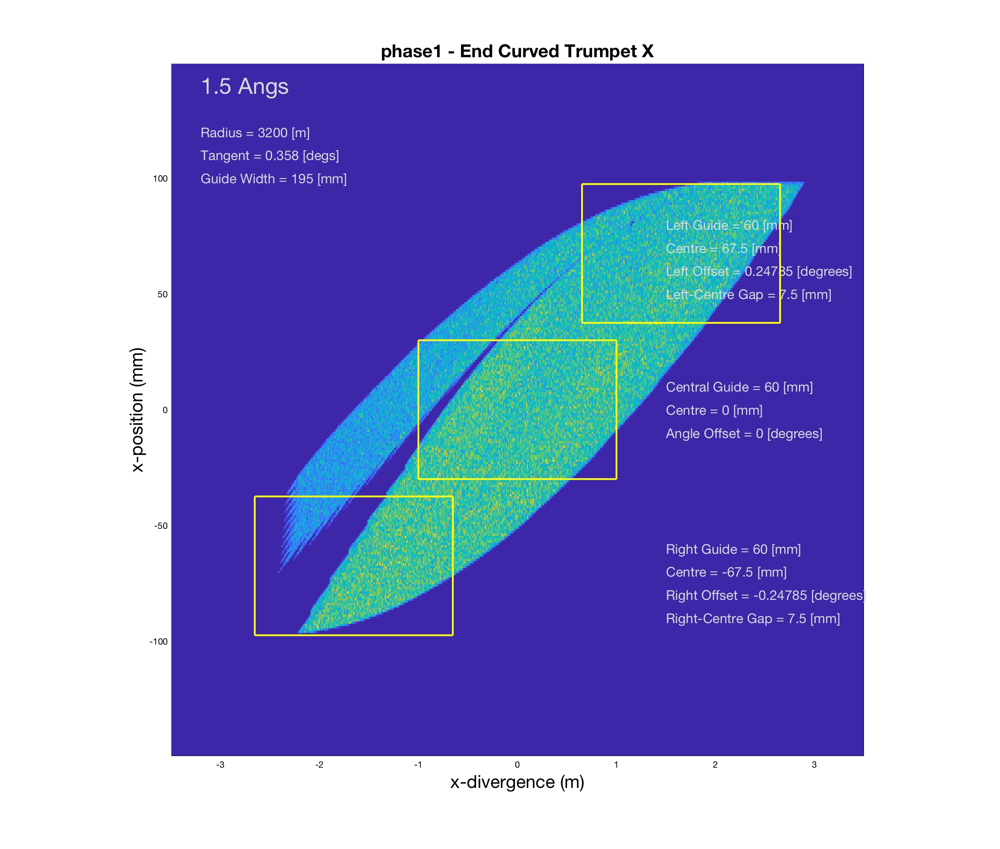 phase1 - End Curved Trumpet X
1.5 Angs
Radius = 3200 [m]
Tangent = 0.358 [degs]
Guide Width = 195 [mm]
Left Guide = 60 [mm]
Centre = 67.5 [mm]
Left Offset = 0.24785 [degrees]
Left-Centre Gap = 7.5 [mm]
Central Guide = 60 [mm]
Centre = 0 [mm]
Angle Offset = 0 [degrees]
Right Guide = 60 [mm]
Centre = -67.5 [mm]
Right Offset = -0.24785 [degrees]
Right-Centre Gap = 7.5 [mm]
x-position (mm)
100
50
0
-50
-100
-3 -2 -1 0 1 2 3
x-divergence (m)